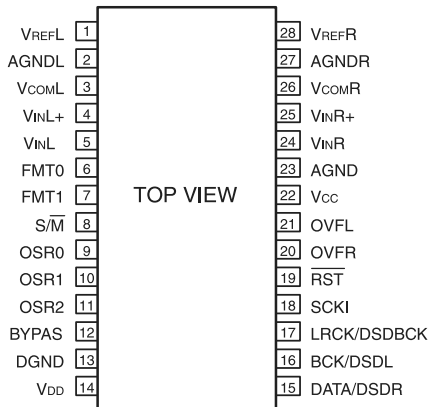 VREFL 1
AGNDL 2
VCOML 3
VINL+ 4
VINL 5
FMT0 6
FMT1 7
S/M̅ 8
OSR0 9
OSR1 10
OSR2 11
BYPAS 12
DGND 13
VDD 14
TOP VIEW
28 VREFR
27 AGNDR
26 VCOMR
25 VINR+
24 VINR
23 AGND
22 VCC
21 OVFL
20 OVFR
19 R̅S̅T̅
18 SCKI
17 LRCK/DSDBCK
16 BCK/DSDL
15 DATA/DSDR